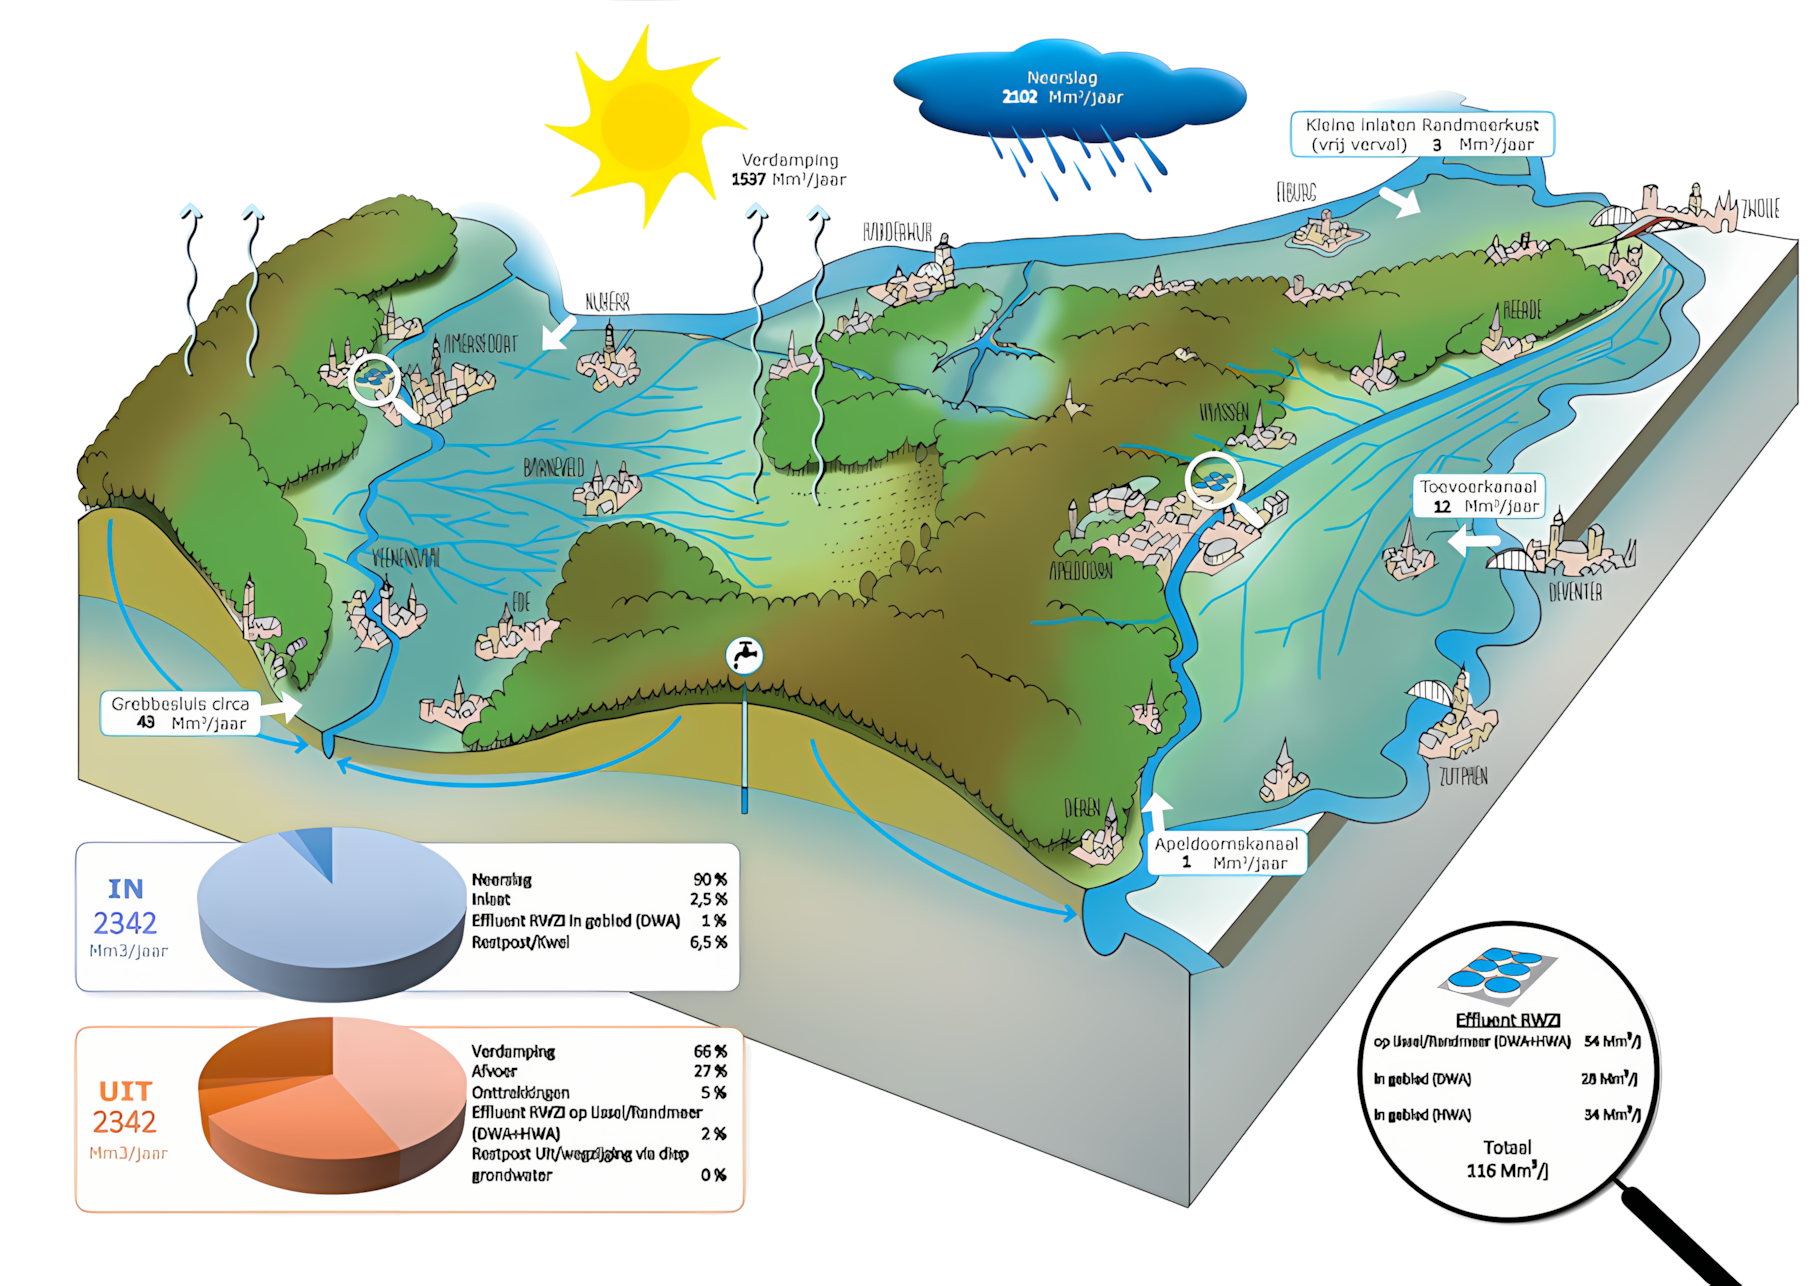 Neerslag
2102 Mm³/jaar
Verdamping
1537 Mm³/jaar
Kleine inlaten Randmeerkust
(vrij verval) 3 Mm³/jaar
ELBURG
ZWOLLE
HARDERWIJK
NIJKERK
AMERSFOORT
HEERDE
VAASSEN
BARNEVELD
Toevoerkanaal
12 Mm³/jaar
VEENENDAAL
APELDOORN
DEVENTER
EDE
Grebbesluis circa
43 Mm³/jaar
ZUTPHEN
DIEREN
Apeldoornskanaal
1 Mm³/jaar
IN
2342
Mm3/jaar
Neerslag 90 %
Inlaat 2,5 %
Effluent RWZI in gebied (DWA) 1 %
Restpost/Kwel 6,5 %
UIT
2342
Mm3/jaar
Verdamping 66 %
Afvoer 27 %
Onttrekkingen 5 %
Effluent RWZI op IJssel/Randmeer
(DWA+HWA) 2 %
Restpost Uit/wegzijging via diep
grondwater 0 %
Effluent RWZI
op IJssel/Randmeer (DWA+HWA) 54 Mm³/j
In gebied (DWA) 28 Mm³/j
In gebied (HWA) 34 Mm³/j
Totaal
116 Mm³/j